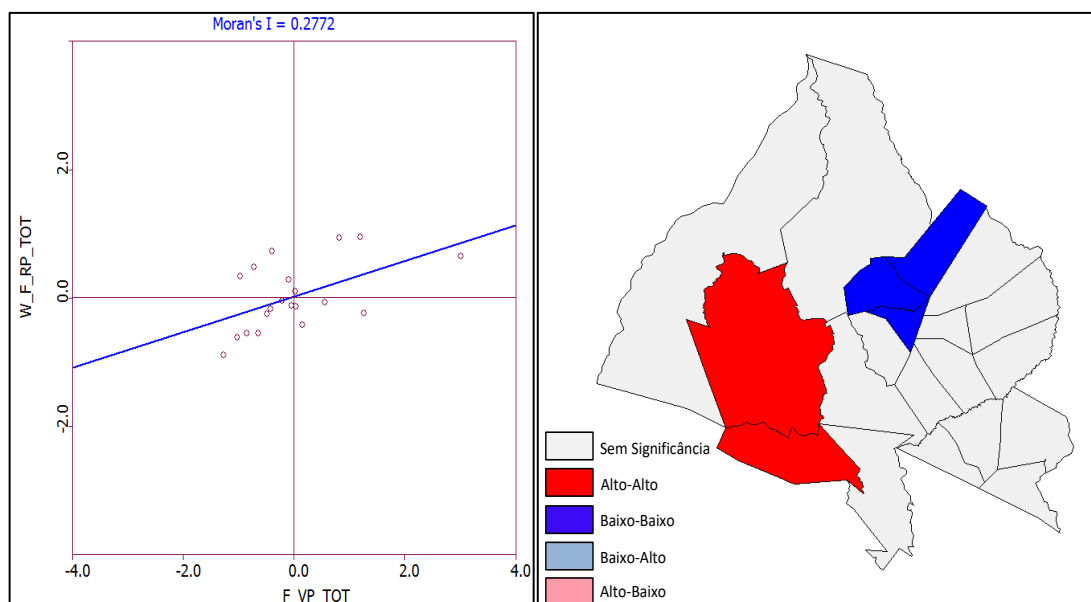 Moran's I = 0.2772
W_F_RP_TOT
2.0
0.0
-2.0
-4.0
-2.0
0.0
2.0
4.0
F_VP_TOT
Sem Significância
Alto-Alto
Baixo-Baixo
Baixo-Alto
Alto-Baixo